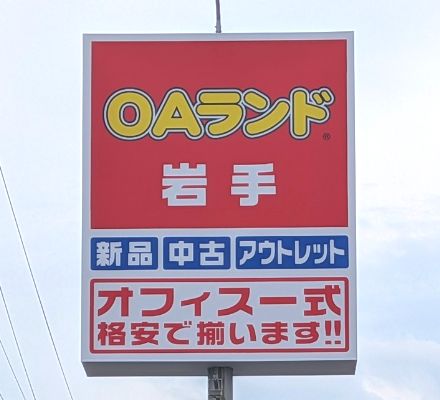 OAランド®
岩手
新品 中古 アウトレット
オフィス一式
格安で揃います!!